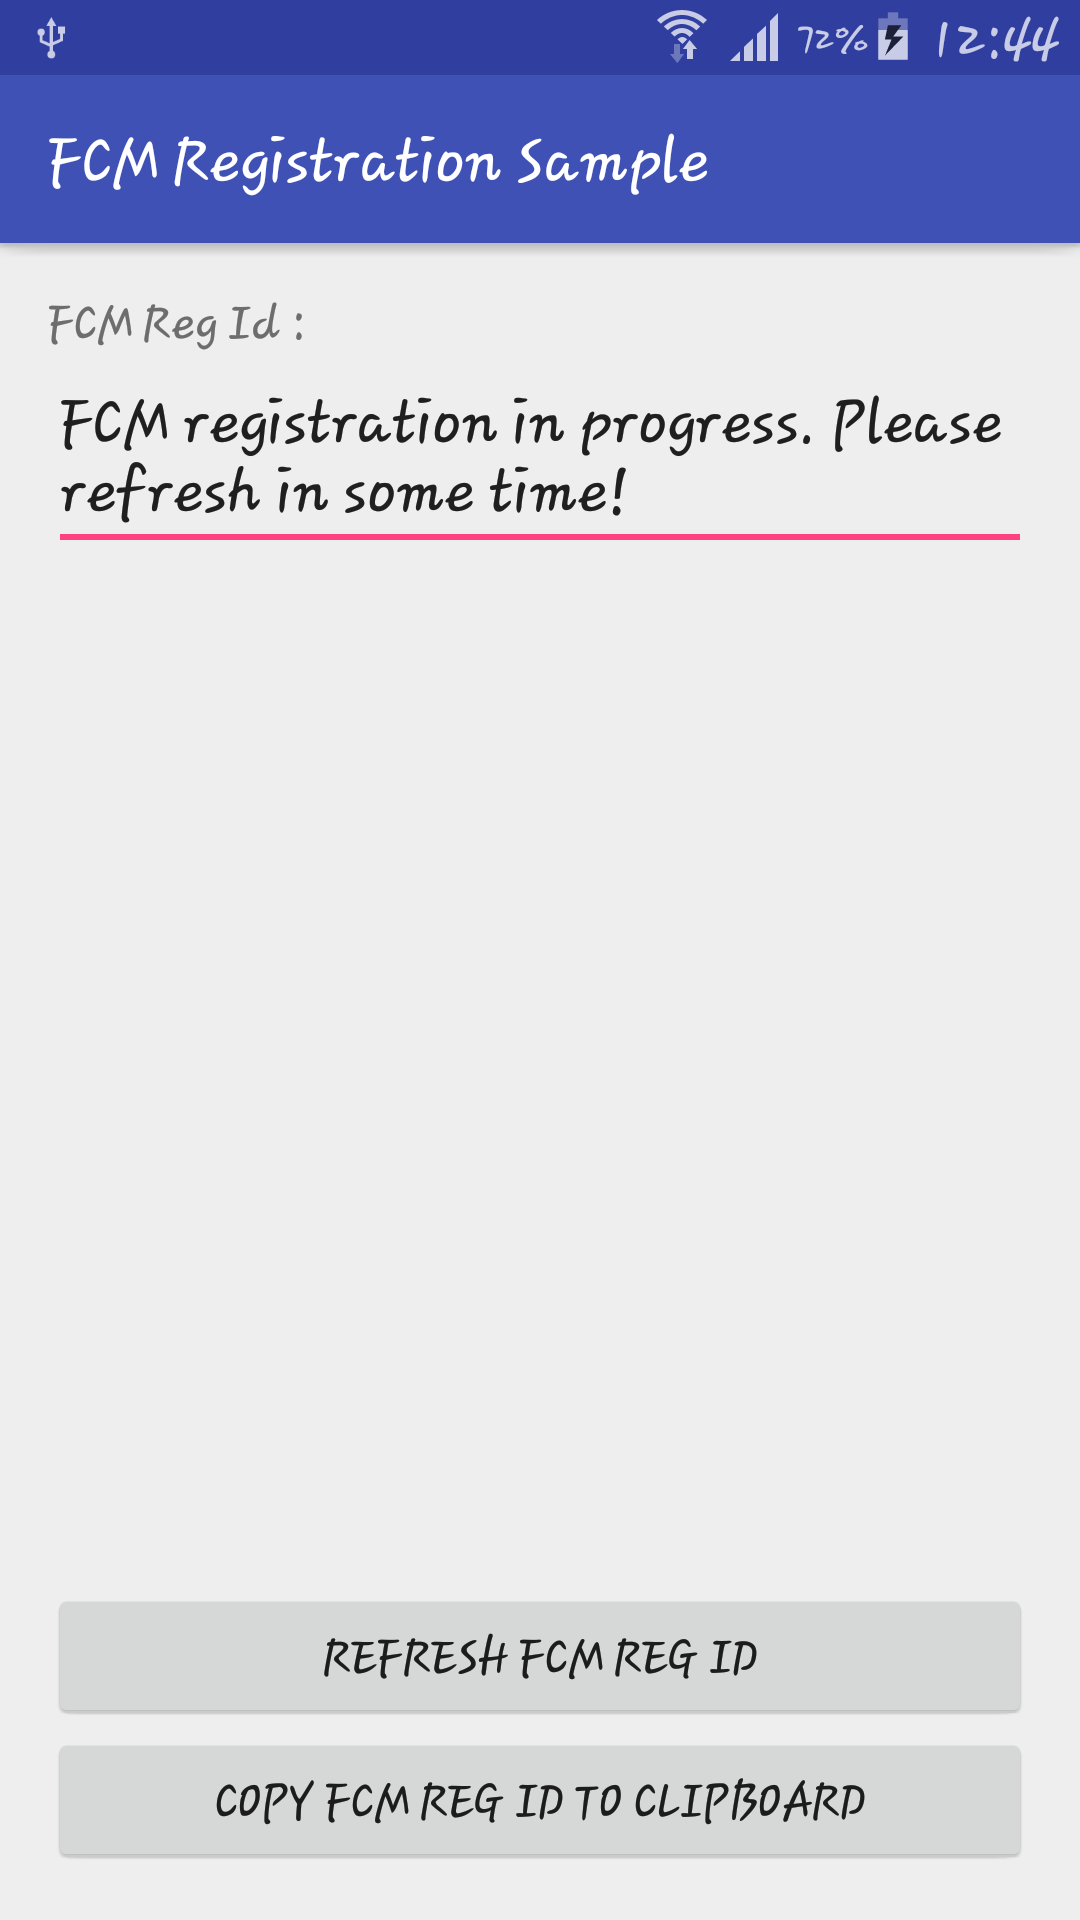 72% 12:44
FCM Registration Sample
FCM Reg Id :
FCM registration in progress. Please
refresh in some time!
REFRESH FCM REG ID
COPY FCM REG ID TO CLIPBOARD